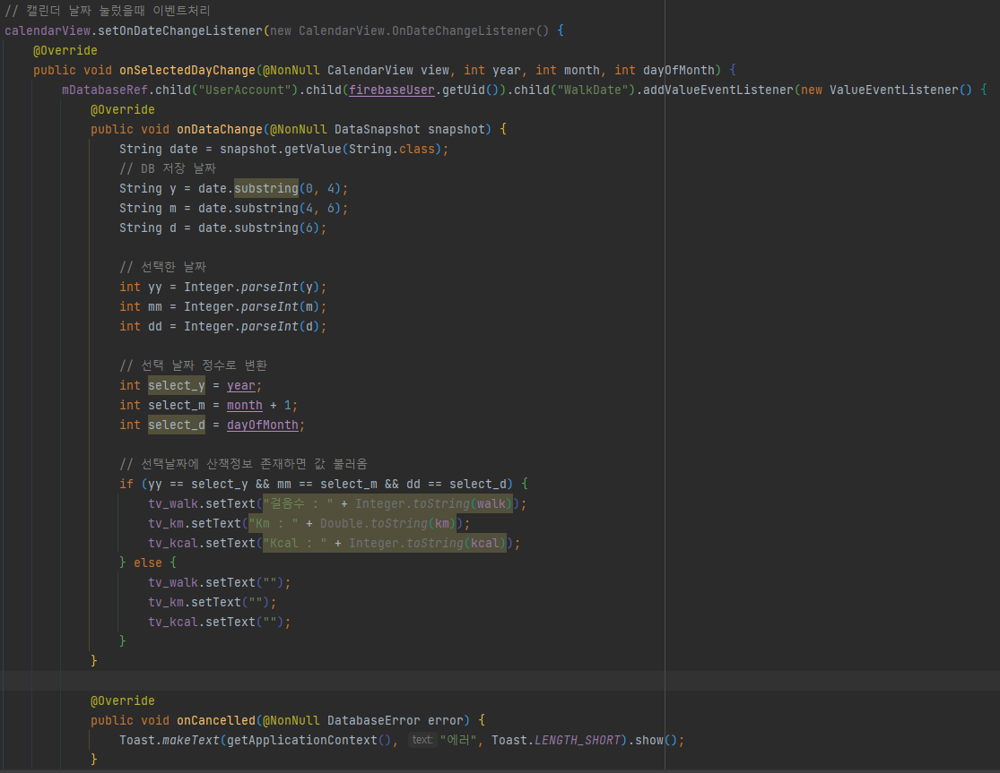 // 캘린더 날짜 눌렀을때 이벤트처리
calendarView.setOnDateChangeListener(new CalendarView.OnDateChangeListener() {
@Override
public void onSelectedDayChange(@NonNull CalendarView view, int year, int month, int dayOfMonth) {
mDatabaseRef.child("UserAccount").child(firebaseUser.getUid()).child("WalkDate").addValueEventListener(new ValueEventListener() {
@Override
public void onDataChange(@NonNull DataSnapshot snapshot) {
String date = snapshot.getValue(String.class);
// DB 저장 날짜
String y = date.substring(0, 4);
String m = date.substring(4, 6);
String d = date.substring(6);
// 선택한 날짜
int yy = Integer.parseInt(y);
int mm = Integer.parseInt(m);
int dd = Integer.parseInt(d);
// 선택 날짜 정수로 변환
int select_y = year;
int select_m = month + 1;
int select_d = dayOfMonth;
// 선택날짜에 산책정보 존재하면 값 불러옴
if (yy == select_y && mm == select_m && dd == select_d) {
tv_walk.setText("걸음수 : " + Integer.toString(walk));
tv_km.setText("Km : " + Double.toString(km));
tv_kcal.setText("Kcal : " + Integer.toString(kcal));
} else {
tv_walk.setText("");
tv_km.setText("");
tv_kcal.setText("");
}
}
@Override
public void onCancelled(@NonNull DatabaseError error) {
Toast.makeText(getApplicationContext(), text: "에러", Toast.LENGTH_SHORT).show();
}